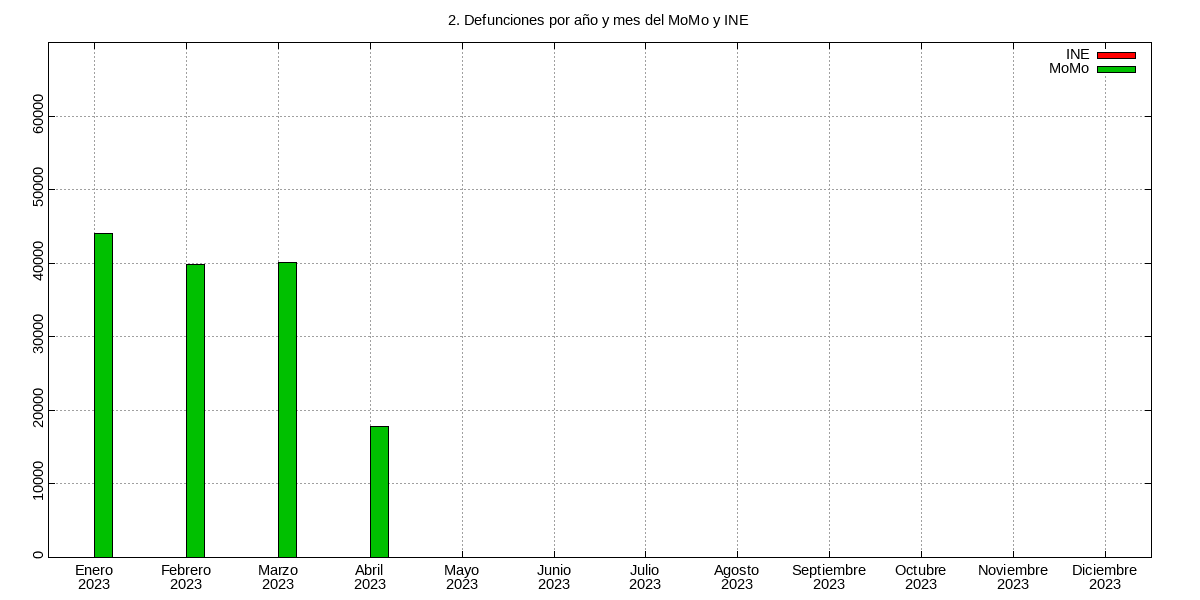 2. Defunciones por año y mes del MoMo y INE
INE
MoMo
60000
50000
40000
30000
20000
10000
0
Enero Febrero Marzo Abril Mayo Junio Julio Agosto Septiembre Octubre Noviembre Diciembre
2023 2023 2023 2023 2023 2023 2023 2023 2023 2023 2023 2023